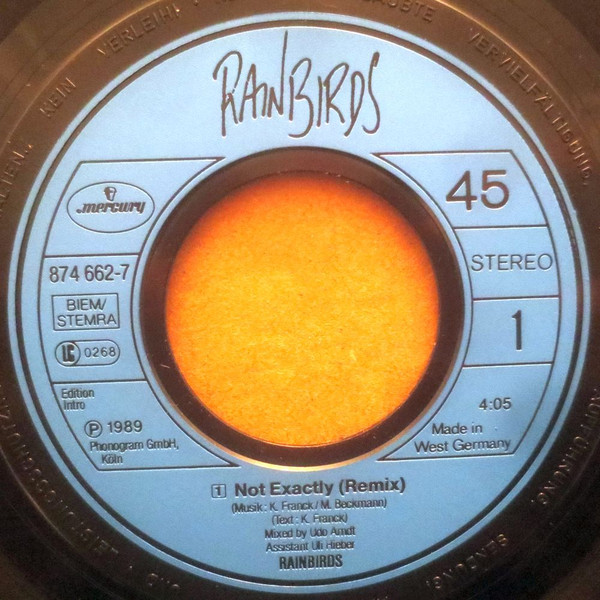 RAINBIRDS
mercury
874 662-7
BIEM/
STEMRA
LC 0268
Edition
Intro
℗ 1989
Phonogram GmbH,
Köln
45
STEREO
1
4:05
Made in
West Germany
1 Not Exactly (Remix)
(Musik: K. Franck/M. Beckmann)
(Text: K. Franck)
Mixed by Udo Arndt
Assistant Uli Rieber
RAINBIRDS
KEIN VERLEIH!
VERVIELFÄLTIGUNG,
SENDUNG,